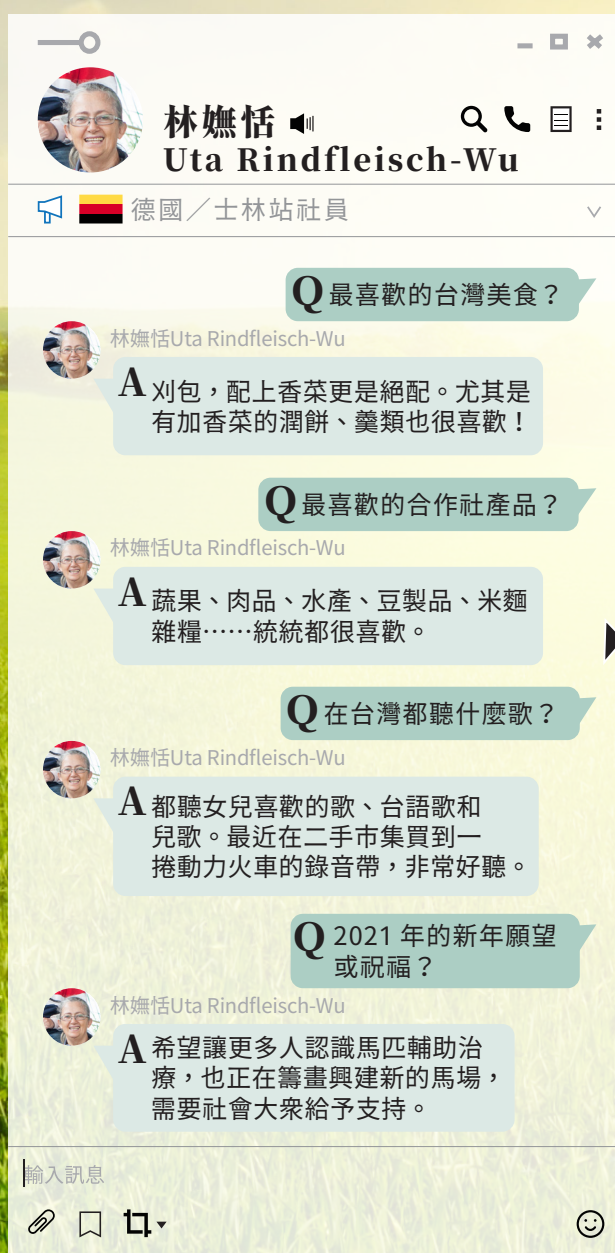 林嫵恬
Uta Rindfleisch-Wu
德國／士林站社員
Q最喜歡的台灣美食？
林嫵恬Uta Rindfleisch-Wu
A 刈包，配上香菜更是絕配。尤其是
有加香菜的潤餅、羹類也很喜歡！
Q最喜歡的合作社產品？
林嫵恬Uta Rindfleisch-Wu
A 蔬果、肉品、水產、豆製品、米麵
雜糧……統統都很喜歡。
Q在台灣都聽什麼歌？
林嫵恬Uta Rindfleisch-Wu
A 都聽女兒喜歡的歌、台語歌和
兒歌。最近在二手市集買到一
捲動力火車的錄音帶，非常好聽。
Q 2021 年的新年願望
或祝福？
林嫵恬Uta Rindfleisch-Wu
A 希望讓更多人認識馬匹輔助治
療，也正在籌畫興建新的馬場，
需要社會大眾給予支持。
輸入訊息